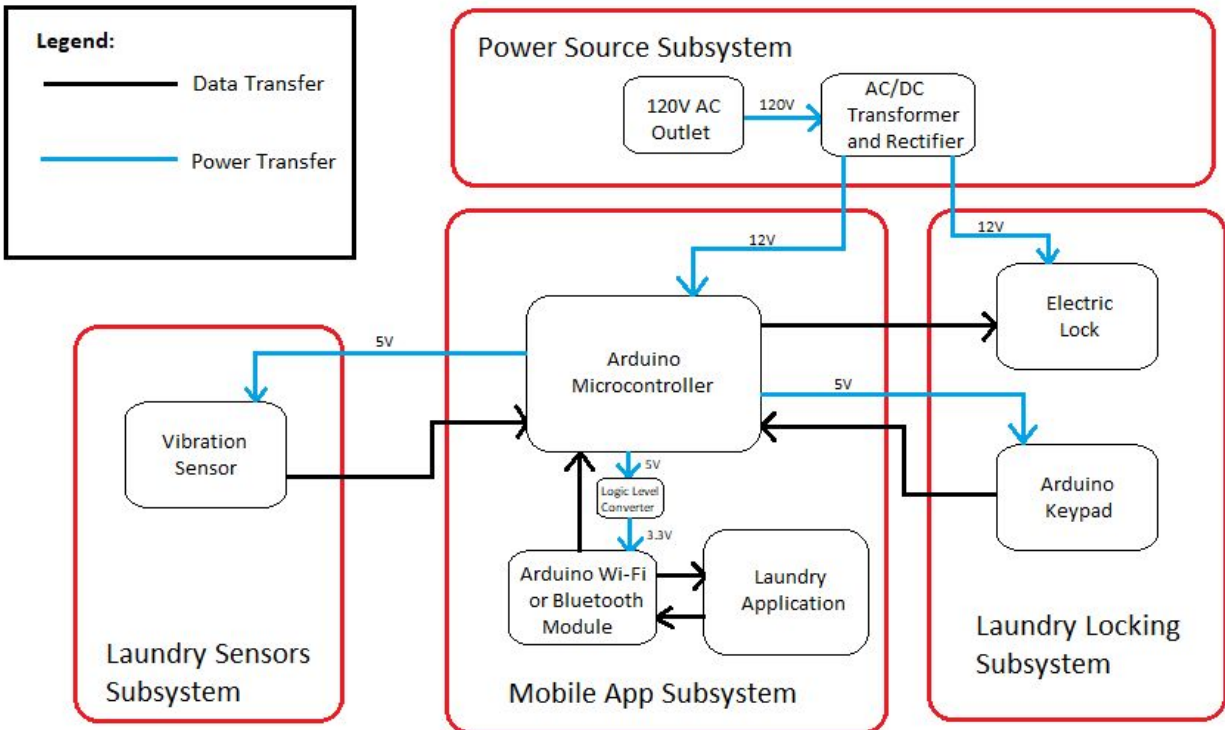 Legend:
Data Transfer
Power Transfer
Power Source Subsystem
120V AC
Outlet
120V
AC/DC
Transformer
and Rectifier
12V
12V
Electric
Lock
5V
Arduino
Microcontroller
5V
Vibration
Sensor
5V
Logic Level
Converter
3.3V
Arduino
Keypad
Arduino Wi-Fi
or Bluetooth
Module
Laundry
Application
Laundry Sensors
Subsystem
Mobile App Subsystem
Laundry Locking
Subsystem